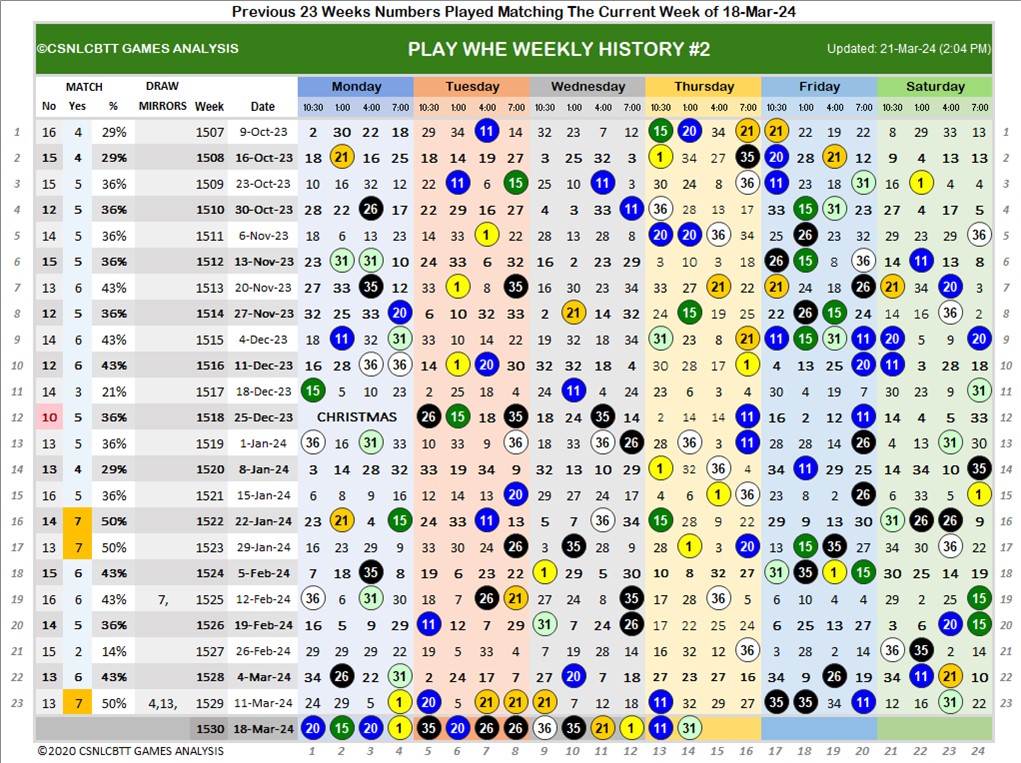 Previous 23 Weeks Numbers Played Matching The Current Week of 18-Mar-24
©CSNLCBTT GAMES ANALYSIS PLAY WHE WEEKLY HISTORY #2 Updated: 21-Mar-24 (2:04 PM)
MATCH DRAW Monday Tuesday Wednesday Thursday Friday Saturday
No Yes % MIRRORS Week Date 10:30 1:00 4:00 7:00 10:30 1:00 4:00 7:00 10:30 1:00 4:00 7:00 10:30 1:00 4:00 7:00 10:30 1:00 4:00 7:00 10:30 1:00 4:00 7:00
1 16 4 29% 1507 9-Oct-23 2 30 22 18 29 34 11 14 32 23 7 12 15 20 34 21 21 22 19 22 8 29 33 13 1
2 15 4 29% 1508 16-Oct-23 18 21 16 25 18 14 19 27 3 25 32 3 1 34 27 35 20 28 21 12 9 4 13 13 2
3 15 5 36% 1509 23-Oct-23 10 16 32 12 22 11 6 15 25 10 11 3 30 24 8 36 11 23 18 31 16 1 4 4 3
4 12 5 36% 1510 30-Oct-23 28 22 26 17 22 29 16 27 4 3 33 11 36 28 13 17 33 15 31 23 27 4 17 5 4
5 14 5 36% 1511 6-Nov-23 18 6 13 23 14 33 1 22 3 13 28 8 20 20 36 34 25 26 23 32 29 22 23 36 5
6 15 5 36% 1512 13-Nov-23 23 31 31 10 24 33 6 32 16 2 23 29 3 10 3 18 26 15 8 36 14 11 13 8 6
7 13 6 43% 1513 20-Nov-23 27 33 35 12 33 1 8 35 16 30 23 34 33 27 21 22 21 24 18 26 21 34 20 7 7
8 12 5 36% 1514 27-Nov-23 32 25 33 20 6 10 32 33 2 21 14 32 24 15 19 25 22 26 15 24 14 16 36 2 8
9 14 6 43% 1515 4-Dec-23 18 11 32 31 33 10 14 22 19 32 18 34 31 23 8 21 11 15 31 11 20 5 9 20 9
10 12 6 43% 1516 11-Dec-23 16 28 36 36 14 1 20 30 32 32 18 4 30 28 17 1 4 13 25 20 11 3 28 18 10
11 14 3 21% 1517 18-Dec-23 15 5 10 23 2 25 18 4 24 11 4 4 23 6 3 4 30 4 19 7 24 29 9 31 11
12 10 5 36% 1518 25-Dec-23 CHRISTMAS 26 15 18 35 18 24 35 14 2 14 14 11 16 2 12 11 14 4 5 33 12
13 13 5 36% 1519 1-Jan-24 36 16 31 33 10 33 9 36 18 33 36 26 28 36 3 11 28 28 14 26 4 13 31 30 13
14 13 4 29% 1520 8-Jan-24 3 14 28 32 33 19 34 9 32 13 10 29 1 32 36 4 34 11 29 25 14 34 10 35 14
15 16 5 36% 1521 15-Jan-24 6 8 9 16 12 14 13 20 29 27 24 17 4 6 1 36 23 8 2 26 6 33 5 1 15
16 14 7 50% 1522 22-Jan-24 23 21 4 15 24 33 11 13 5 7 36 34 15 28 9 22 29 9 13 30 31 26 26 9 16
17 13 7 50% 1523 29-Jan-24 16 23 29 9 33 30 24 26 3 35 28 9 28 1 3 20 13 15 35 27 34 30 36 22 17
18 15 6 43% 1524 5-Feb-24 7 18 35 8 19 6 23 22 1 29 5 30 10 8 32 27 31 35 1 15 30 25 14 19 18
19 16 6 43% 7, 1525 12-Feb-24 36 6 31 30 18 7 26 21 27 24 8 35 17 28 36 5 6 10 4 4 29 2 25 15 19
20 14 5 36% 1526 19-Feb-24 16 5 9 29 11 12 7 29 31 7 24 26 17 22 25 24 6 25 13 27 3 6 20 15 20
21 15 2 14% 1527 26-Feb-24 29 29 29 22 19 5 33 4 7 19 29 28 16 32 12 36 3 28 2 14 36 35 2 14 21
22 13 6 43% 1528 4-Mar-24 34 26 22 31 2 24 17 7 27 20 7 18 27 23 27 16 34 9 26 19 34 11 21 10 22
23 13 7 50% 4,13, 1529 11-Mar-24 24 29 5 1 20 2 21 21 21 7 19 18 11 32 29 27 35 35 34 11 12 16 31 22 23
1530 18-Mar-24 20 15 20 1 35 20 26 26 36 35 21 1 11 31
©2020 CSNLCBTT GAMES ANALYSIS 1 2 3 4 5 6 7 8 9 10 11 12 13 14 15 16 17 18 19 20 21 22 23 24